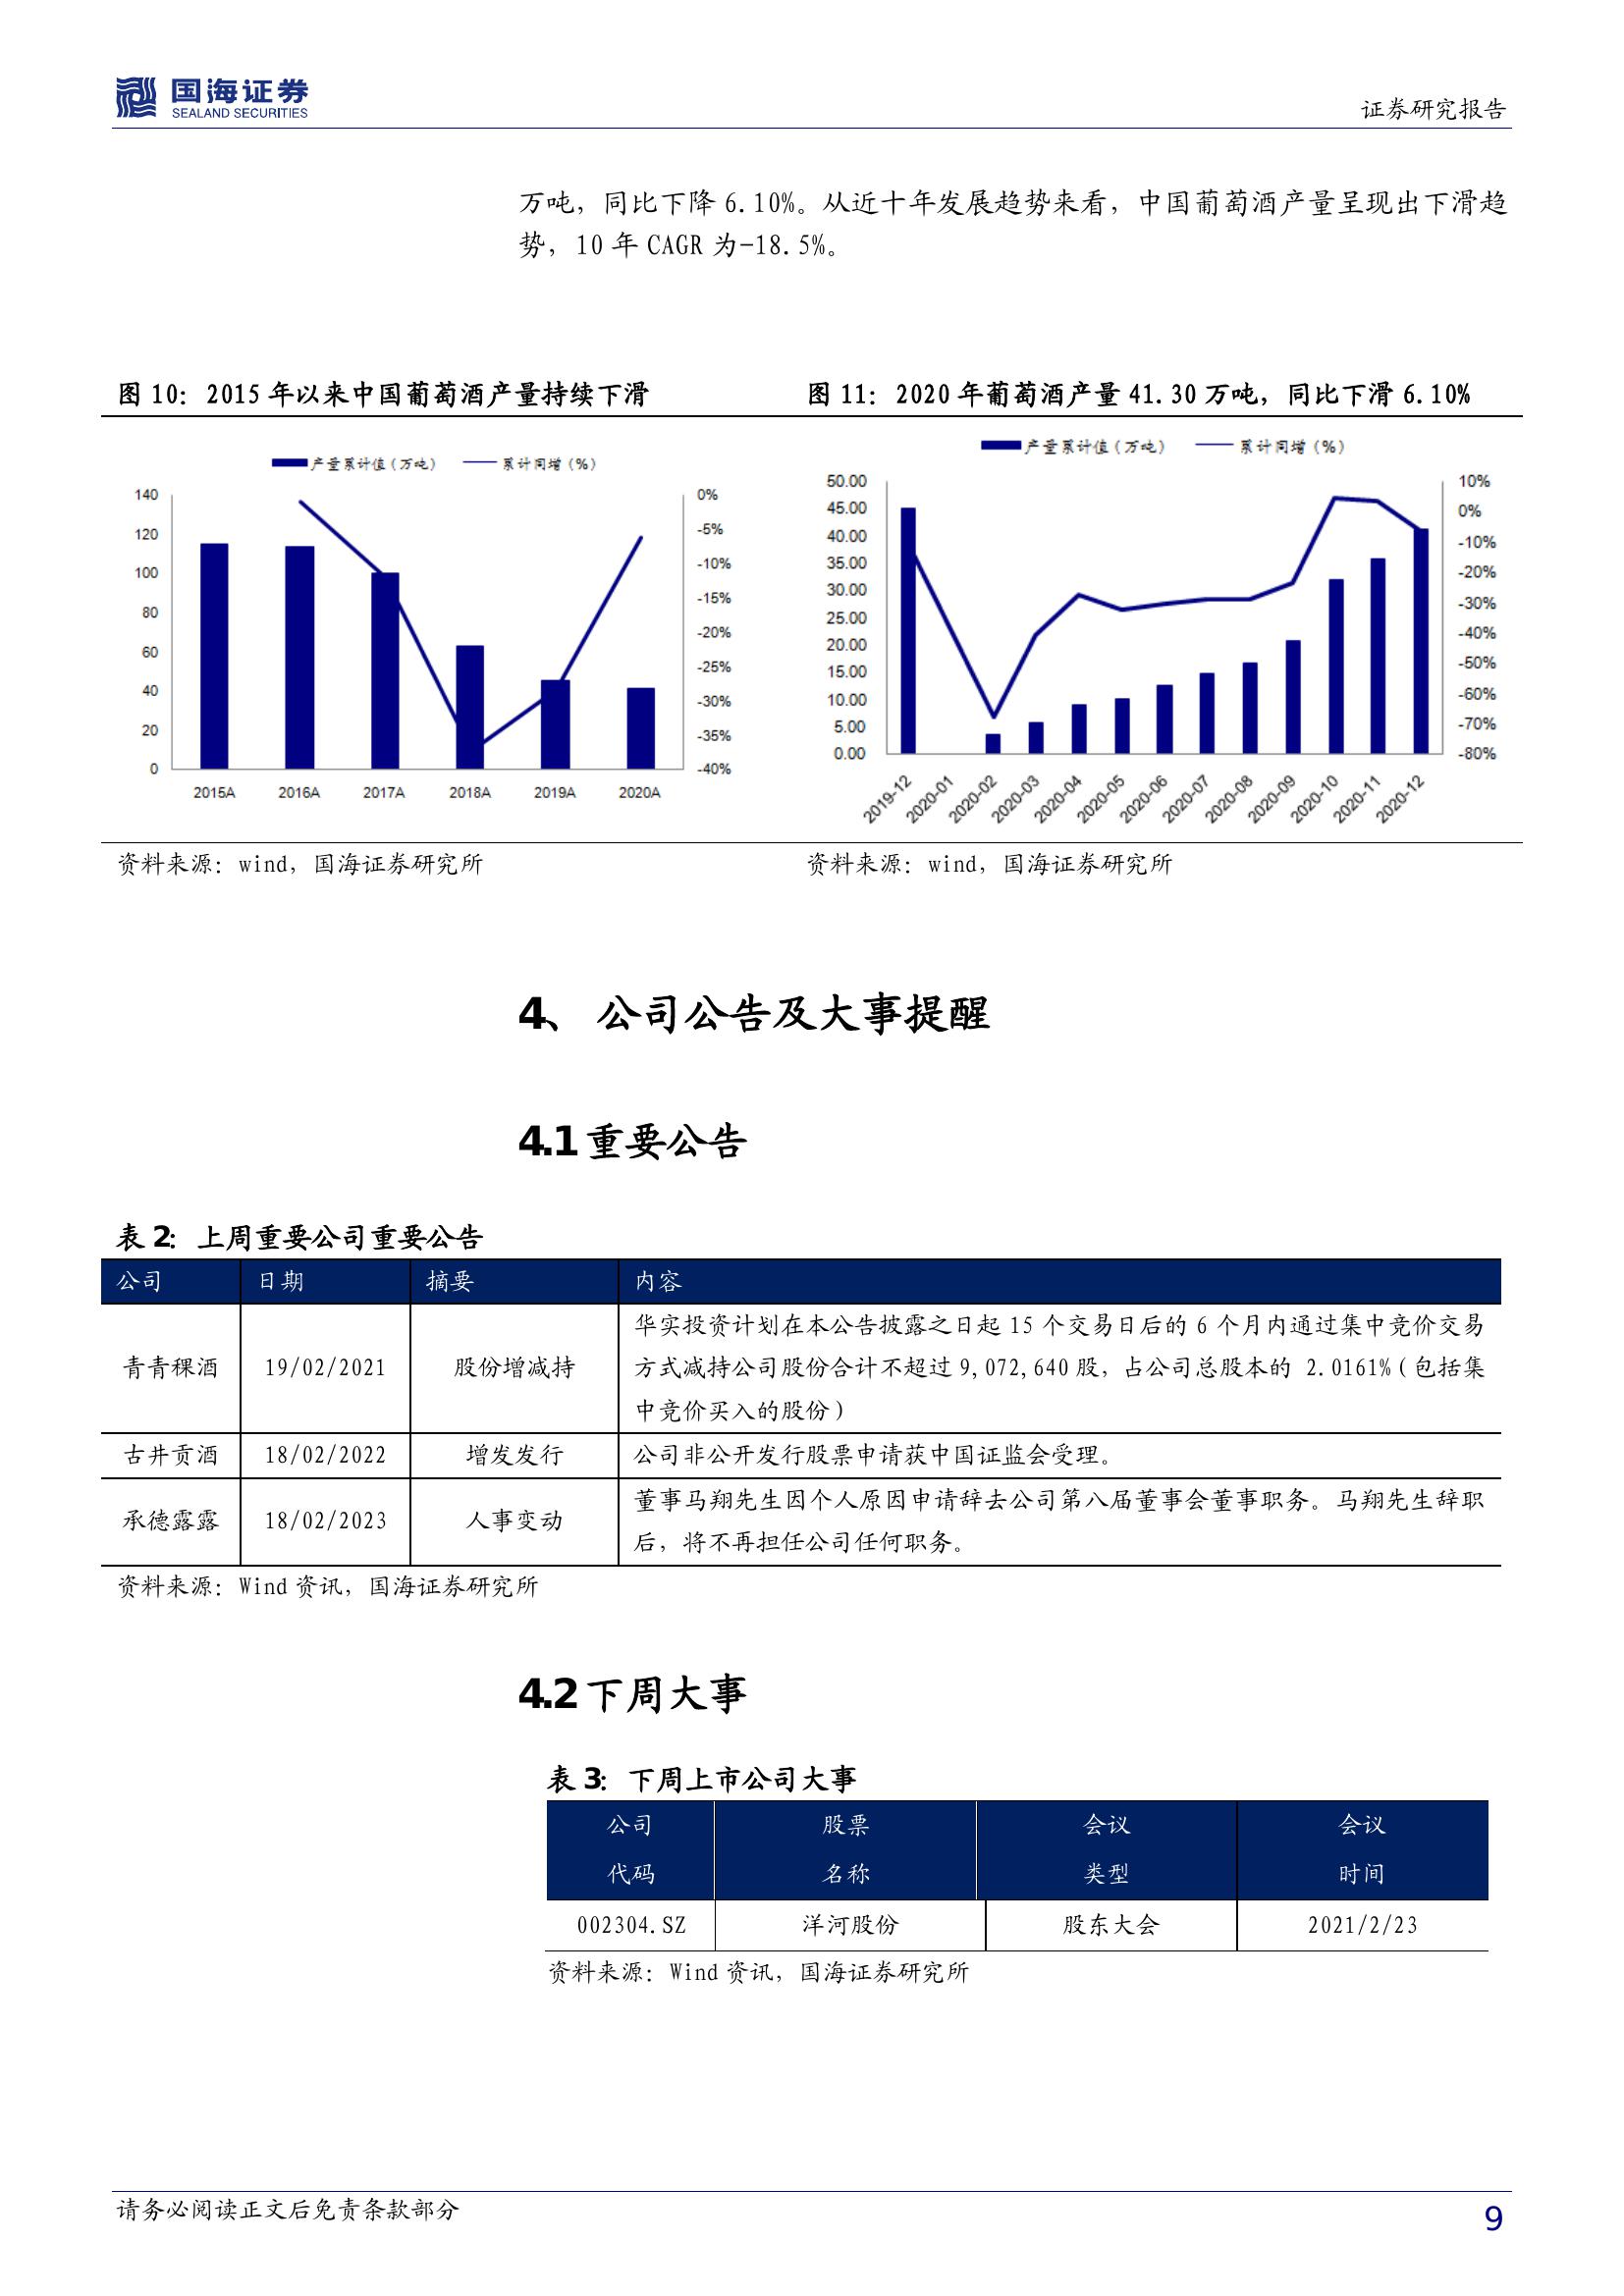 国海证券
SEALAND SECURITIES
证券研究报告
万吨，同比下降 6.10%。从近十年发展趋势来看，中国葡萄酒产量呈现出下滑趋
势，10 年 CAGR 为-18.5%。
图 10：2015 年以来中国葡萄酒产量持续下滑
产量累计值（万吨） 累计同增（%）
140
120
100
80
60
40
20
0
0%
-5%
-10%
-15%
-20%
-25%
-30%
-35%
-40%
2015A 2016A 2017A 2018A 2019A 2020A
资料来源：wind，国海证券研究所
图 11：2020 年葡萄酒产量 41.30 万吨，同比下滑 6.10%
产量累计值（万吨） 累计同增（%）
50.00
45.00
40.00
35.00
30.00
25.00
20.00
15.00
10.00
5.00
0.00
10%
0%
-10%
-20%
-30%
-40%
-50%
-60%
-70%
-80%
2019-12 2020-01 2020-02 2020-03 2020-04 2020-05 2020-06 2020-07 2020-08 2020-09 2020-10 2020-11 2020-12
资料来源：wind，国海证券研究所
4、 公司公告及大事提醒
4.1 重要公告
表 2：上周重要公司重要公告
公司 日期 摘要 内容
华实投资计划在本公告披露之日起 15 个交易日后的 6 个月内通过集中竞价交易
青青稞酒 19/02/2021 股份增减持 方式减持公司股份合计不超过 9,072,640 股，占公司总股本的 2.0161%（包括集
中竞价买入的股份）
古井贡酒 18/02/2022 增发发行 公司非公开发行股票申请获中国证监会受理。
董事马翔先生因个人原因申请辞去公司第八届董事会董事职务。马翔先生辞职
承德露露 18/02/2023 人事变动
后，将不再担任公司任何职务。
资料来源：Wind 资讯，国海证券研究所
4.2 下周大事
表 3：下周上市公司大事
公司 股票 会议 会议
代码 名称 类型 时间
002304.SZ 洋河股份 股东大会 2021/2/23
资料来源：Wind 资讯，国海证券研究所
请务必阅读正文后免责条款部分
9